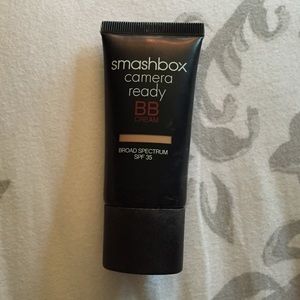 smashbox
camera
ready
BB
CREAM
BROAD SPECTRUM
SPF 35